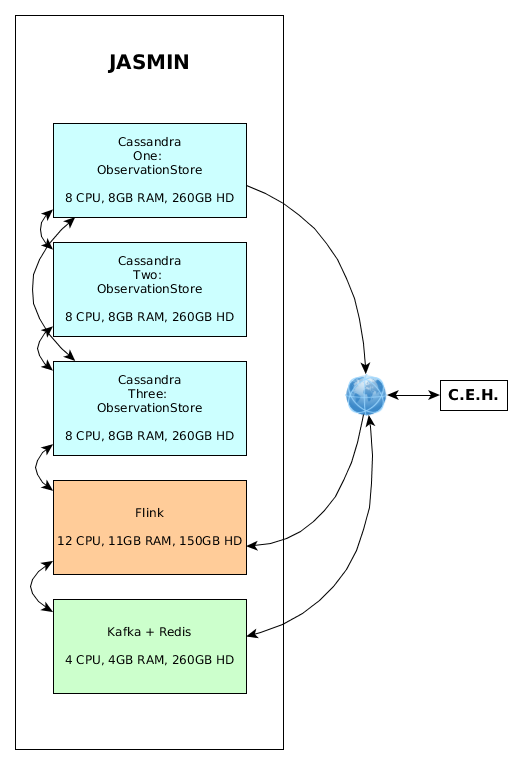 JASMIN
Cassandra
One:
ObservationStore
8 CPU, 8GB RAM, 260GB HD
Cassandra
Two:
ObservationStore
8 CPU, 8GB RAM, 260GB HD
Cassandra
Three:
ObservationStore
8 CPU, 8GB RAM, 260GB HD
C.E.H.
Flink
12 CPU, 11GB RAM, 150GB HD
Kafka + Redis
4 CPU, 4GB RAM, 260GB HD